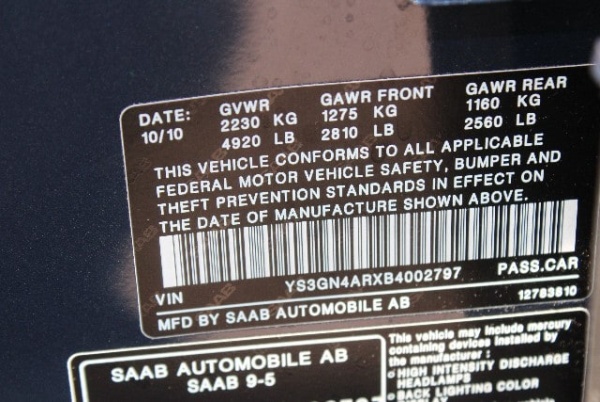 DATE: GVWR GAWR FRONT GAWR REAR
10/10 2230 KG 1275 KG 1160 KG
4920 LB 2810 LB 2560 LB
THIS VEHICLE CONFORMS TO ALL APPLICABLE
FEDERAL MOTOR VEHICLE SAFETY, BUMPER AND
THEFT PREVENTION STANDARDS IN EFFECT ON
THE DATE OF MANUFACTURE SHOWN ABOVE.
VIN YS3GN4ARXB4002797 PASS.CAR
MFD BY SAAB AUTOMOBILE AB 12783810
SAAB AUTOMOBILE AB
SAAB 9-5
This vehicle may include mercury
containing devices installed by
the manufacturer :
HIGH INTENSITY DISCHARGE
HEADLAMPS
BACK LIGHTING COLOR